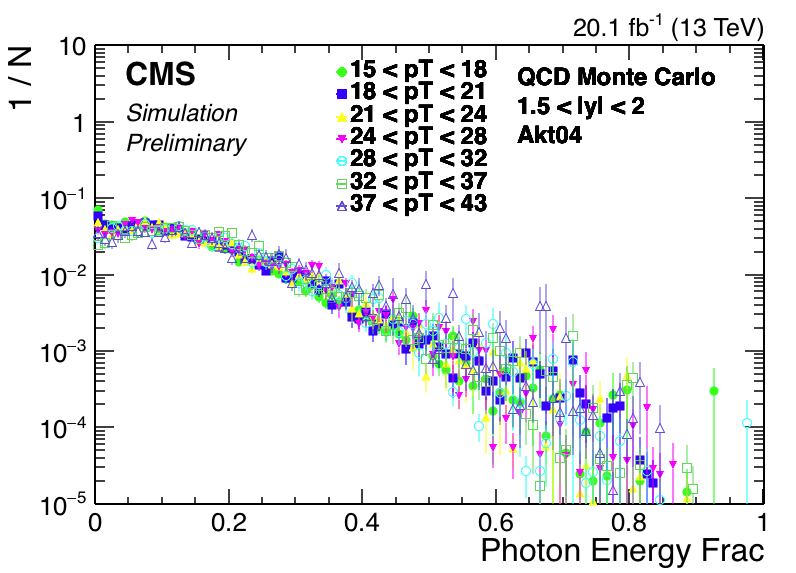 20.1 fb⁻¹ (13 TeV)
1 / N
CMS
Simulation
Preliminary
15 < pT < 18
18 < pT < 21
21 < pT < 24
24 < pT < 28
28 < pT < 32
32 < pT < 37
37 < pT < 43
QCD Monte Carlo
1.5 < |y| < 2
Akt04
10
1
10⁻¹
10⁻²
10⁻³
10⁻⁴
10⁻⁵
0 0.2 0.4 0.6 0.8 1
Photon Energy Frac